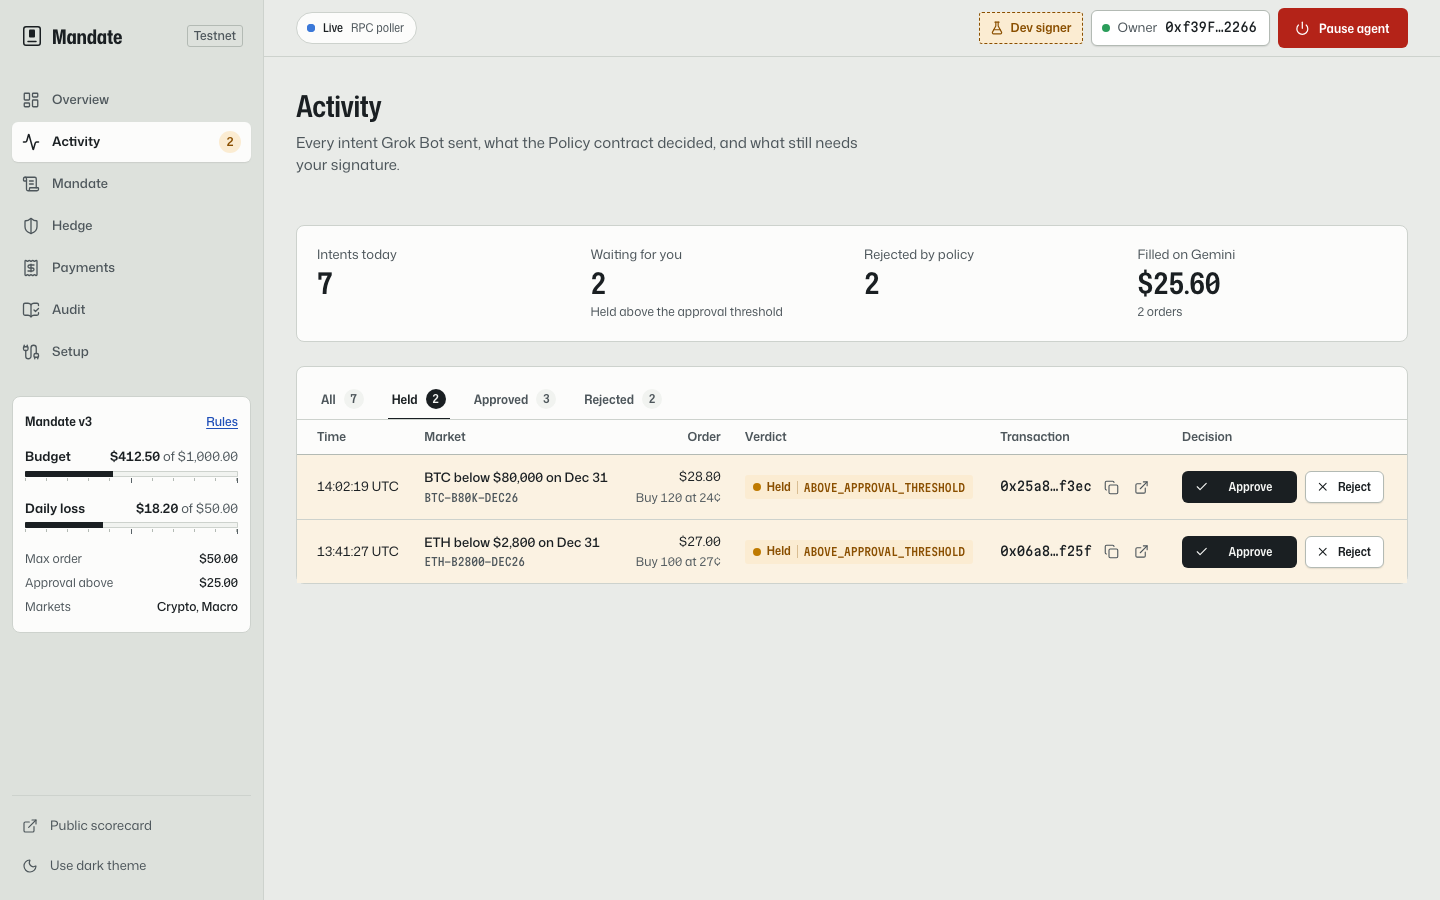 Mandate
Testnet
Overview
Activity 2
Mandate
Hedge
Payments
Audit
Setup
Mandate v3 Rules
Budget $412.50 of $1,000.00
Daily loss $18.20 of $50.00
Max order $50.00
Approval above $25.00
Markets Crypto, Macro
Public scorecard
Use dark theme
Live RPC poller
Dev signer
Owner 0xf39F…2266
Pause agent
Activity
Every intent Grok Bot sent, what the Policy contract decided, and what still needs
your signature.
Intents today
7
Waiting for you
2
Held above the approval threshold
Rejected by policy
2
Filled on Gemini
$25.60
2 orders
All 7 Held 2 Approved 3 Rejected 2
Time Market Order Verdict Transaction Decision
14:02:19 UTC
BTC below $80,000 on Dec 31
BTC-B80K-DEC26
$28.80
Buy 120 at 24¢
Held ABOVE_APPROVAL_THRESHOLD
0x25a8…f3ec
Approve
Reject
13:41:27 UTC
ETH below $2,800 on Dec 31
ETH-B2800-DEC26
$27.00
Buy 100 at 27¢
Held ABOVE_APPROVAL_THRESHOLD
0x06a8…f25f
Approve
Reject